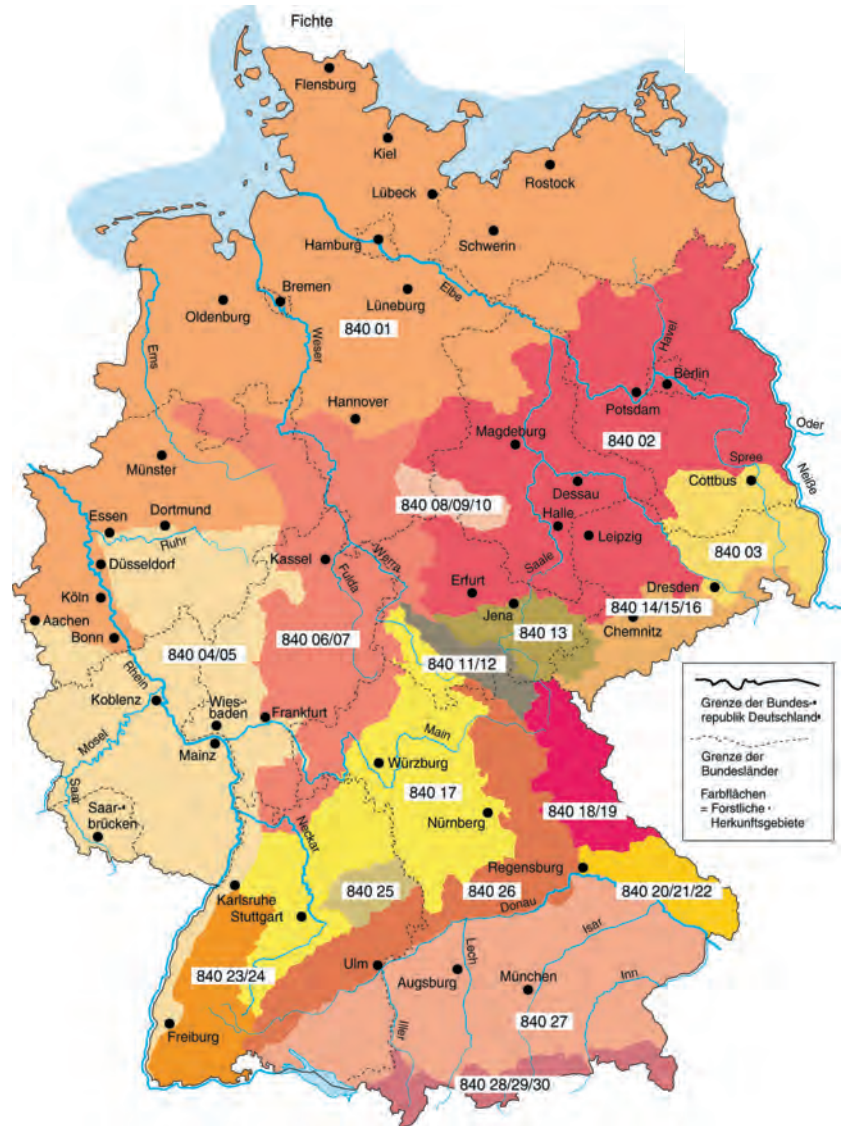 Fichte
Flensburg
Kiel
Rostock
Lübeck
Hamburg
Schwerin
Elbe
Bremen
Lüneburg
Oldenburg
840 01
Weser
Ems
Havel
Berlin
Hannover
Potsdam
Oder
Magdeburg
840 02
Münster
Spree
Cottbus
Neiße
840 08/09/10
Dessau
Dortmund
Essen
Halle
Leipzig
Ruhr
840 03
Kassel
Werra
Düsseldorf
Saale
Fulda
Erfurt
Dresden
Köln
840 14/15/16
Aachen
Jena
Chemnitz
Bonn
840 06/07
840 13
840 04/05
840 11/12
Rhein
Koblenz
Wies-
baden
Frankfurt
Grenze der Bundes-
republik Deutschland
Mosel
Main
Mainz
Grenze der
Bundesländer
Würzburg
Saar
840 17
Farbflächen
= Forstliche
Herkunftsgebiete
Saar-
brücken
Neckar
Nürnberg
840 18/19
Regensburg
840 25
840 26
840 20/21/22
Karlsruhe
Stuttgart
Donau
Isar
Lech
840 23/24
Ulm
Augsburg
München
Inn
840 27
Freiburg
Iller
840 28/29/30